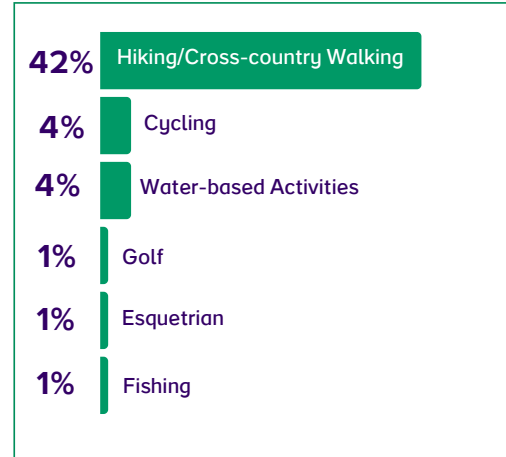 42% Hiking/Cross-country Walking
4% Cycling
4% Water-based Activities
1% Golf
1% Esquetrian
1% Fishing